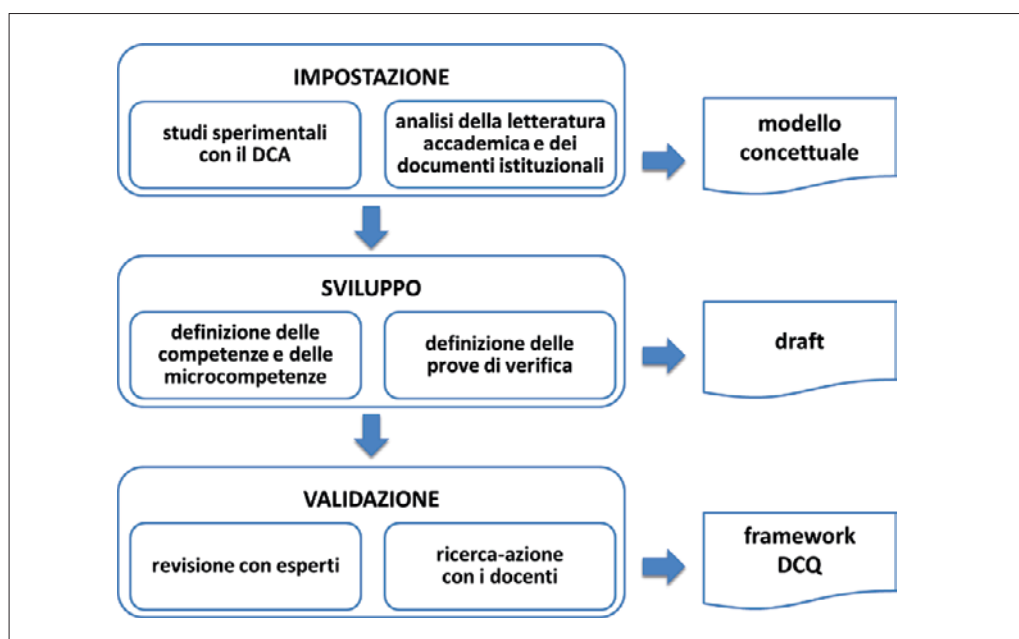 IMPOSTAZIONE
studi sperimentali
con il DCA
analisi della letteratura
accademica e dei
documenti istituzionali
modello
concettuale
SVILUPPO
definizione delle
competenze e delle
microcompetenze
definizione delle
prove di verifica
draft
VALIDAZIONE
revisione con esperti
ricerca-azione
con i docenti
framework
DCQ